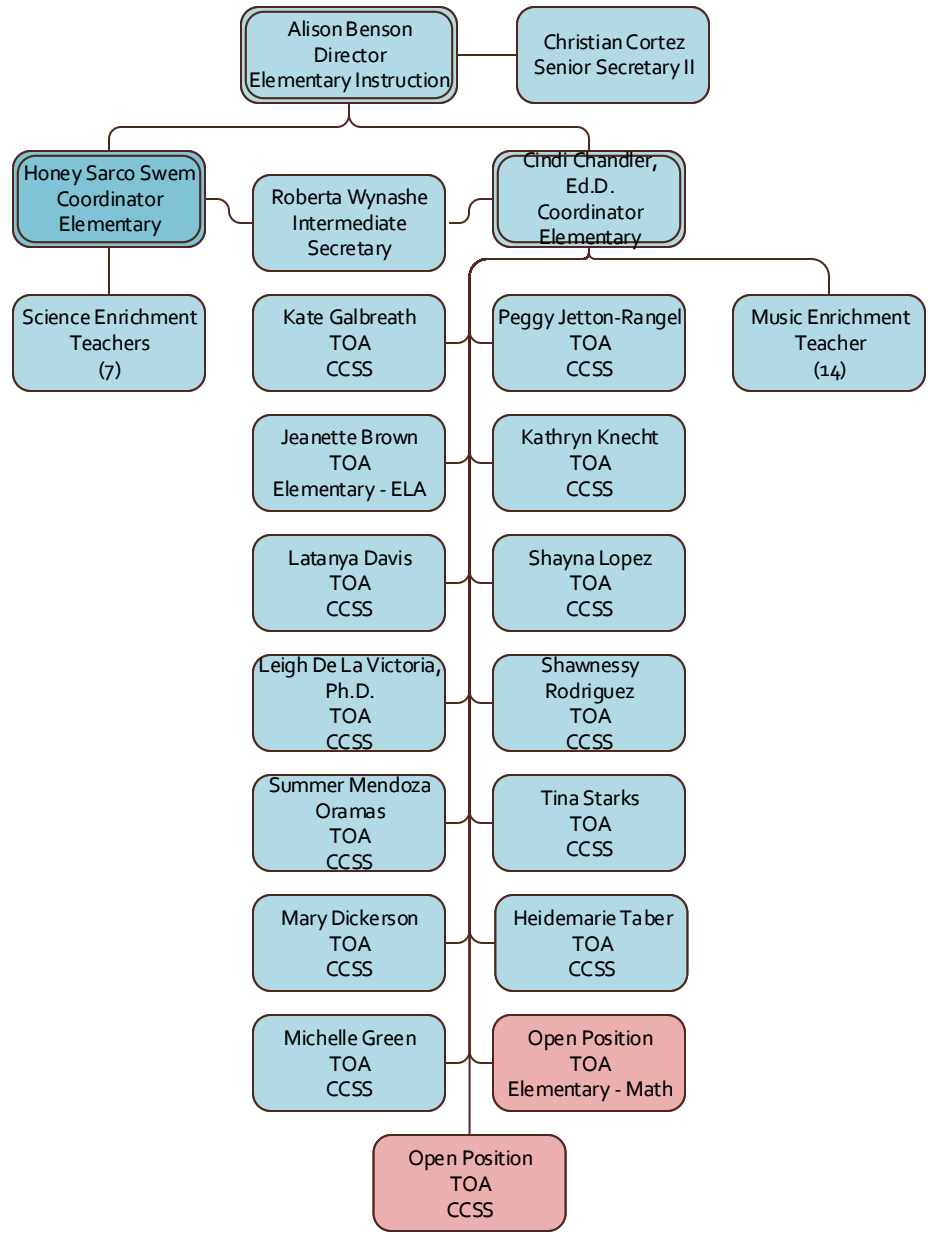 Alison Benson
Director
Elementary Instruction
Christian Cortez
Senior Secretary II
Honey Sarco Swem
Coordinator
Elementary
Roberta Wynashe
Intermediate
Secretary
Cindi Chandler,
Ed.D.
Coordinator
Elementary
Science Enrichment
Teachers
(7)
Kate Galbreath
TOA
CCSS
Peggy Jetton-Rangel
TOA
CCSS
Music Enrichment
Teacher
(14)
Jeanette Brown
TOA
Elementary - ELA
Kathryn Knecht
TOA
CCSS
Latanya Davis
TOA
CCSS
Shayna Lopez
TOA
CCSS
Leigh De La Victoria,
Ph.D.
TOA
CCSS
Shawnessy
Rodriguez
TOA
CCSS
Summer Mendoza
Oramas
TOA
CCSS
Tina Starks
TOA
CCSS
Mary Dickerson
TOA
CCSS
Heidemarie Taber
TOA
CCSS
Michelle Green
TOA
CCSS
Open Position
TOA
Elementary - Math
Open Position
TOA
CCSS